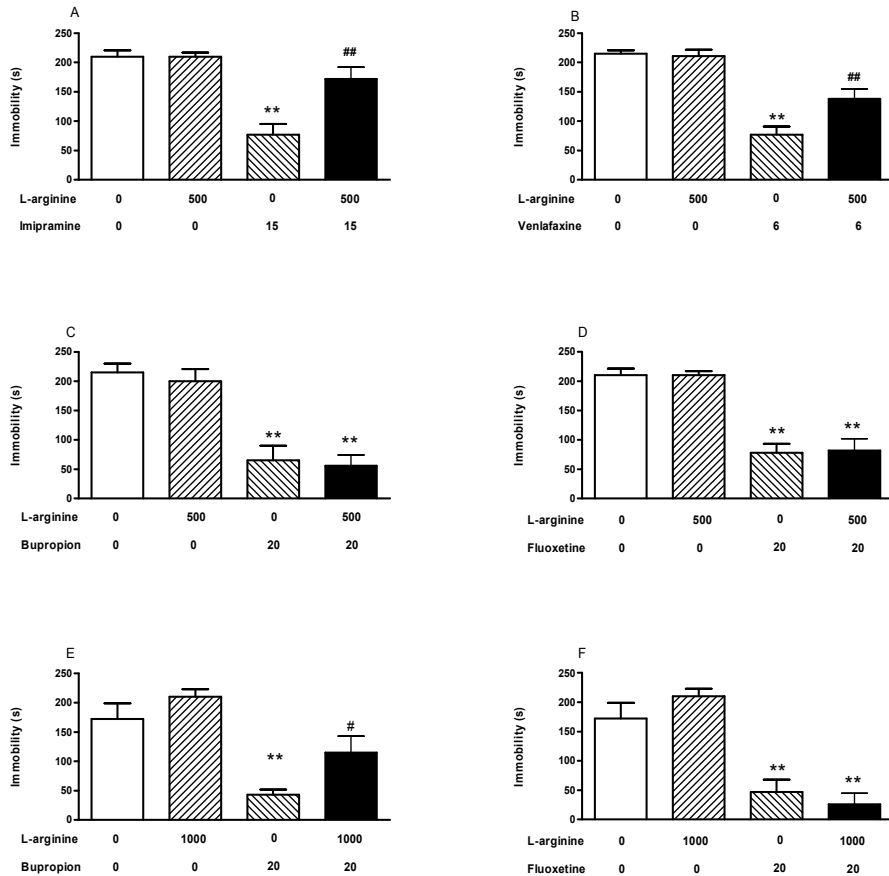 A
Immobility (s)
250
200
150
100
50
0
**
##
L-arginine 0 500 0 500
Imipramine 0 0 15 15
B
Immobility (s)
250
200
150
100
50
0
**
##
L-arginine 0 500 0 500
Venlafaxine 0 0 6 6
C
Immobility (s)
250
200
150
100
50
0
**
**
L-arginine 0 500 0 500
Bupropion 0 0 20 20
D
Immobility (s)
250
200
150
100
50
0
**
**
L-arginine 0 500 0 500
Fluoxetine 0 0 20 20
E
Immobility (s)
250
200
150
100
50
0
**
#
L-arginine 0 1000 0 1000
Bupropion 0 0 20 20
F
Immobility (s)
250
200
150
100
50
0
**
**
L-arginine 0 1000 0 1000
Fluoxetine 0 0 20 20